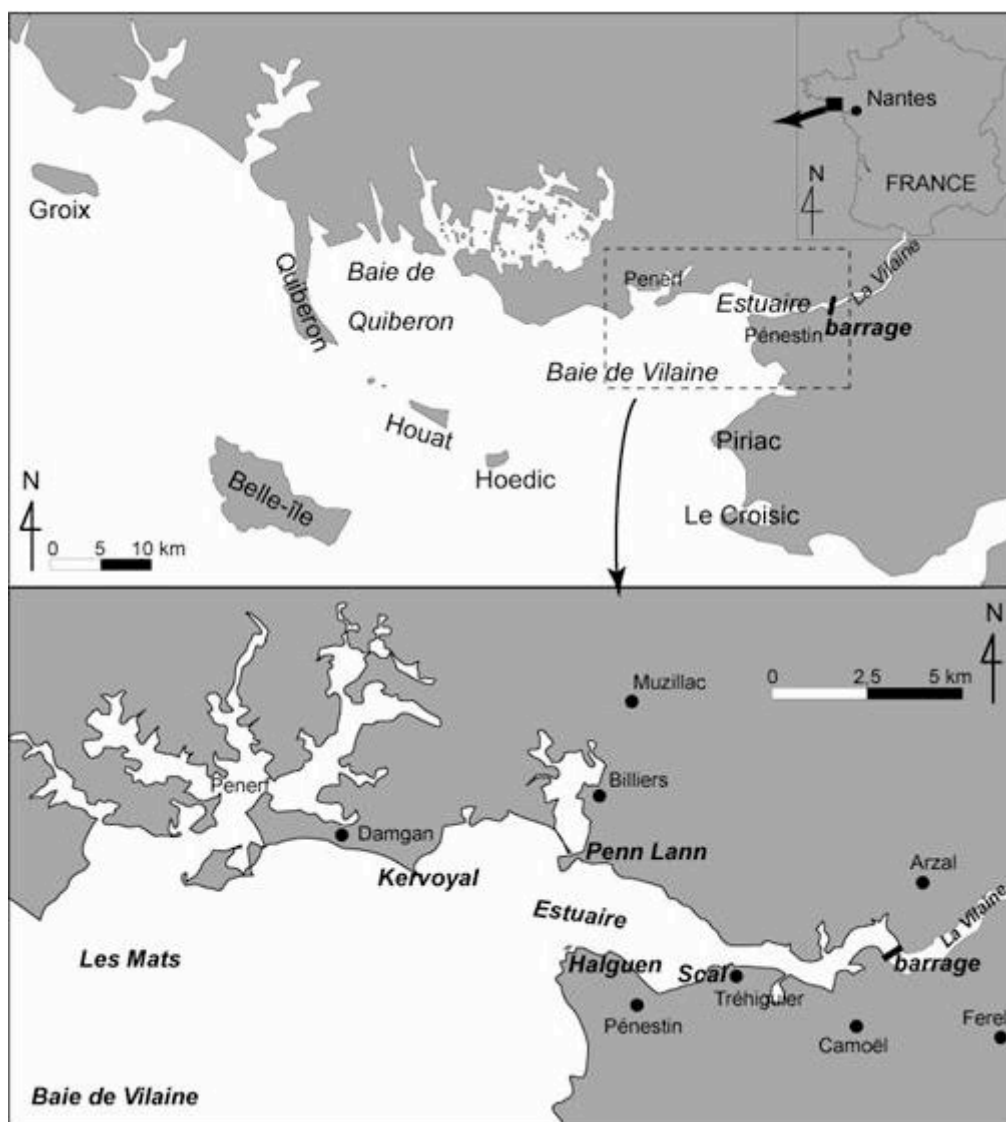 Nantes
N
FRANCE
Groix
Quiberon
Baie de
Quiberon
Penerf
Estuaire
La Vilaine
barrage
Pénestin
Baie de Vilaine
Houat
Hoedic
Belle-île
Piriac
Le Croisic
N
0 5 10 km
N
0 2,5 5 km
Muzillac
Penerf
Billiers
Damgan
Penn Lann
Kervoyal
Arzal
Estuaire
La Vilaine
Les Mats
Halguen
Scal
barrage
Tréhiguier
Pénestin
Camoël
Ferel
Baie de Vilaine